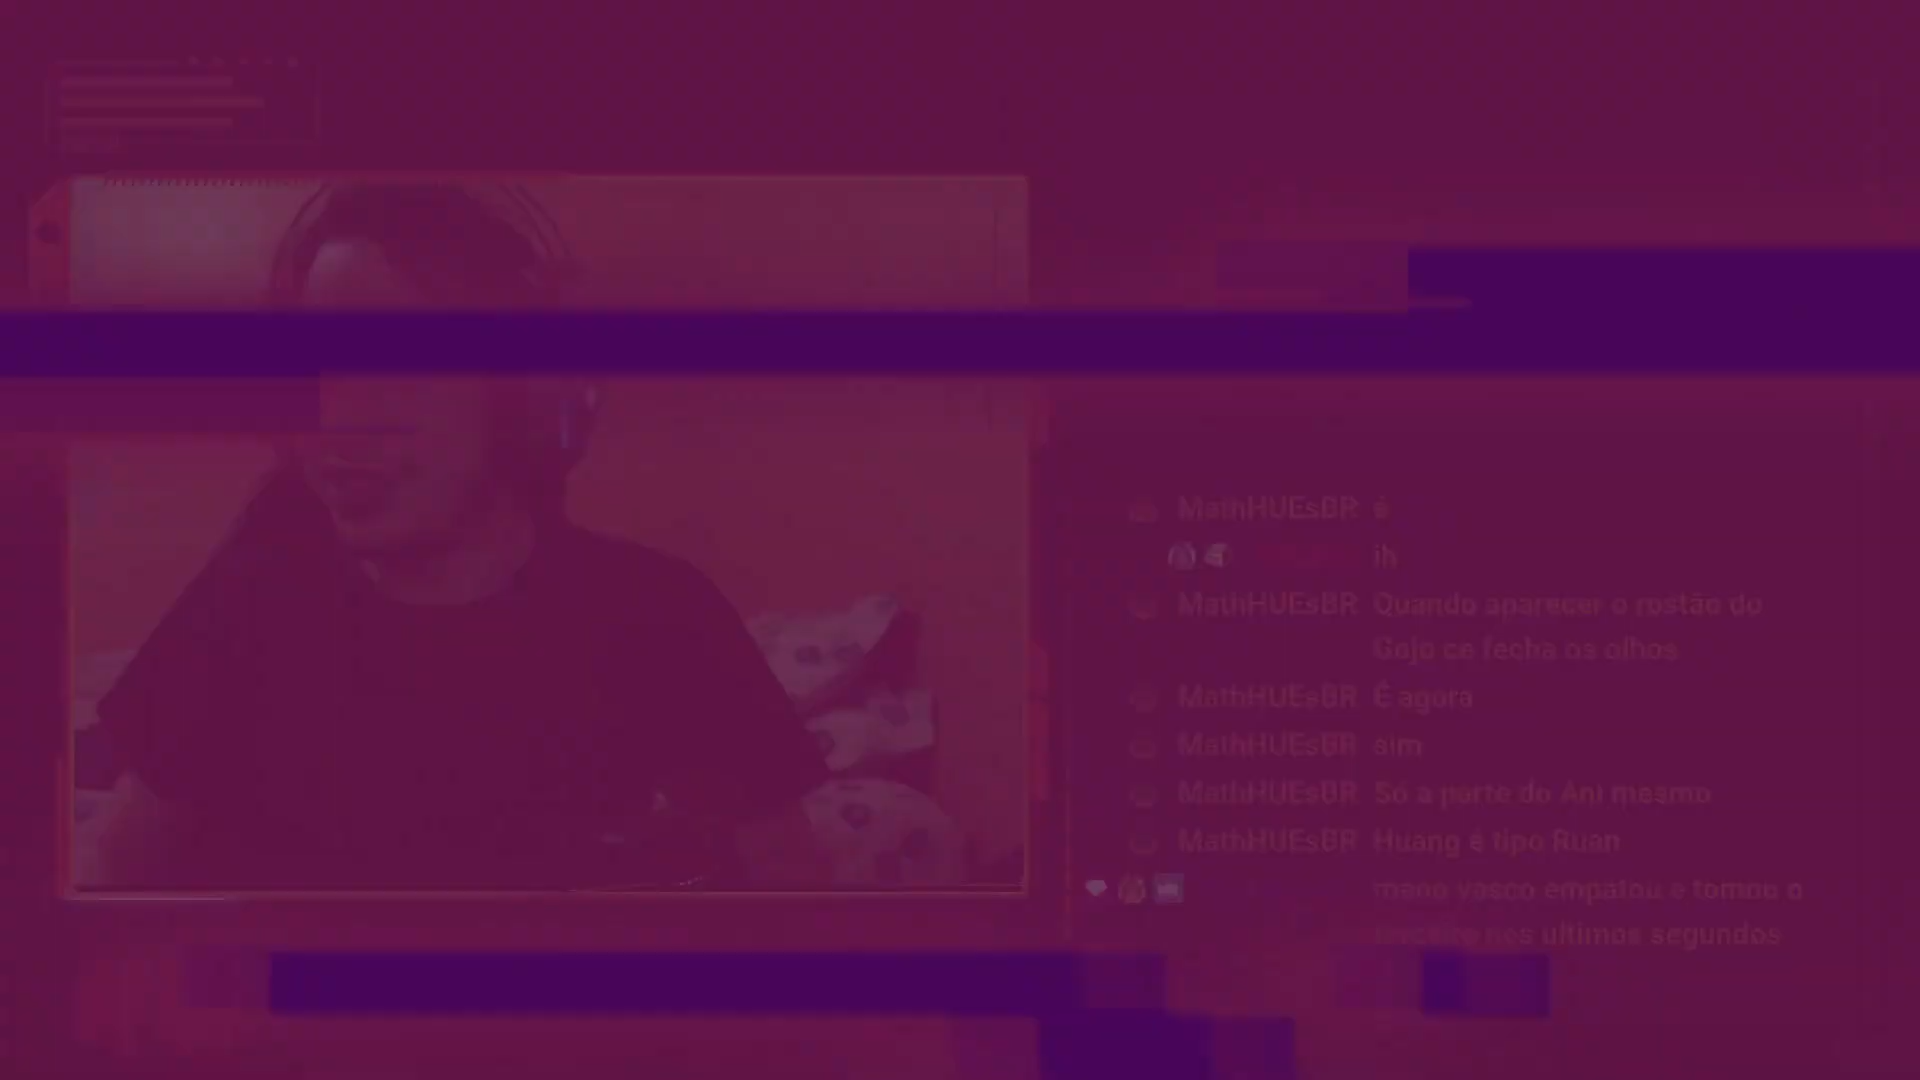 MathHUEsBR é
ih
MathHUEsBR Quando aparecer o rostão do
Gojo ce fecha os olhos
MathHUEsBR É agora
MathHUEsBR sim
MathHUEsBR Só a parte do Ani mesmo
MathHUEsBR Huang é tipo Ruan
mano vasco empatou e tomou o
nos ultimos segundos